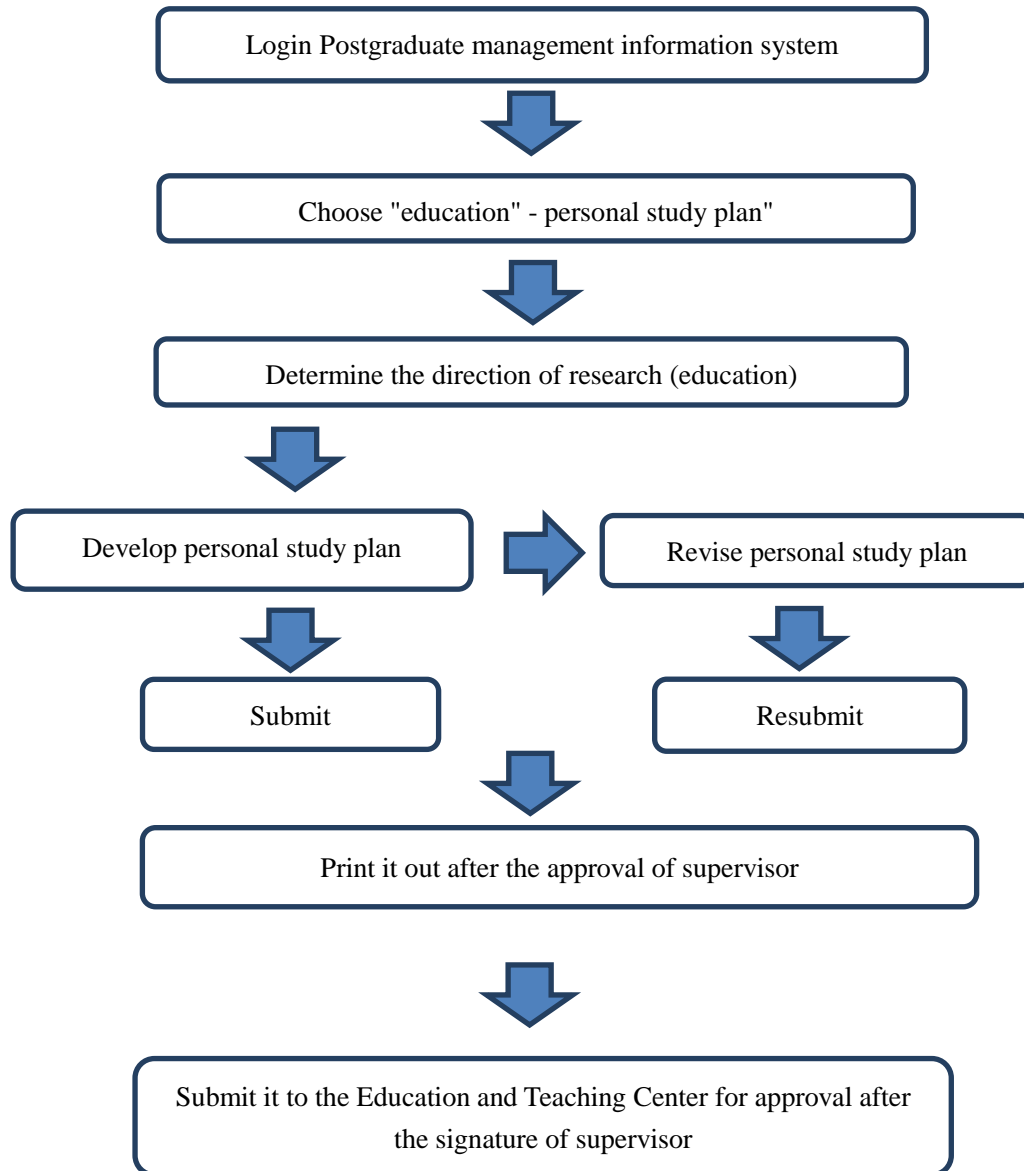 Login Postgraduate management information system
Choose "education" - personal study plan"
Determine the direction of research (education)
Develop personal study plan
Revise personal study plan
Submit
Resubmit
Print it out after the approval of supervisor
Submit it to the Education and Teaching Center for approval after
the signature of supervisor